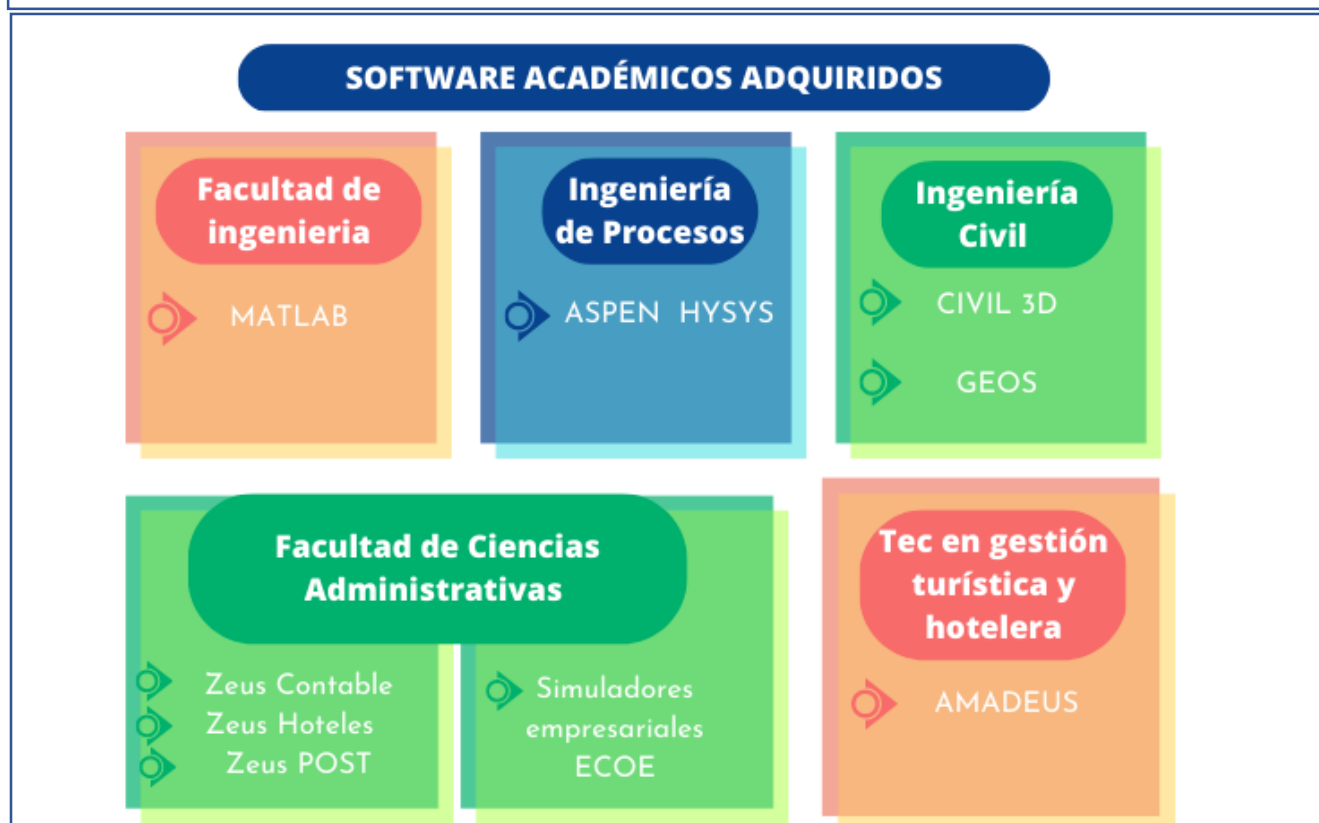 SOFTWARE ACADÉMICOS ADQUIRIDOS
Facultad de
ingenieria
MATLAB
Ingeniería
de Procesos
ASPEN HYSYS
Ingeniería
Civil
CIVIL 3D
GEOS
Facultad de Ciencias
Administrativas
Zeus Contable
Zeus Hoteles
Zeus POST
Simuladores
empresariales
ECOE
Tec en gestión
turística y
hotelera
AMADEUS